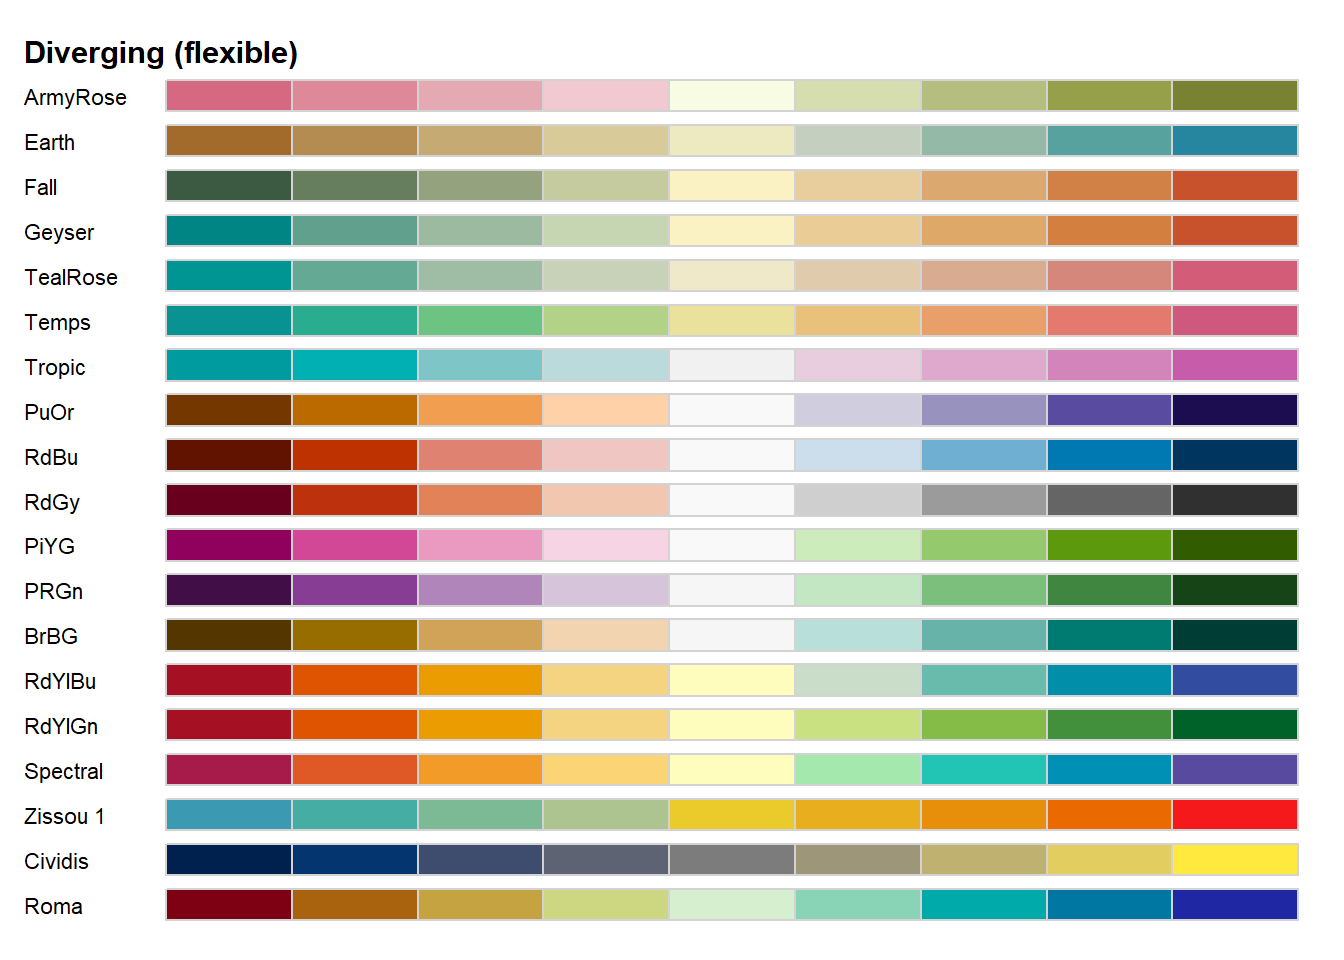 Diverging (flexible)
ArmyRose
Earth
Fall
Geyser
TealRose
Temps
Tropic
PuOr
RdBu
RdGy
PiYG
PRGn
BrBG
RdYlBu
RdYlGn
Spectral
Zissou 1
Cividis
Roma